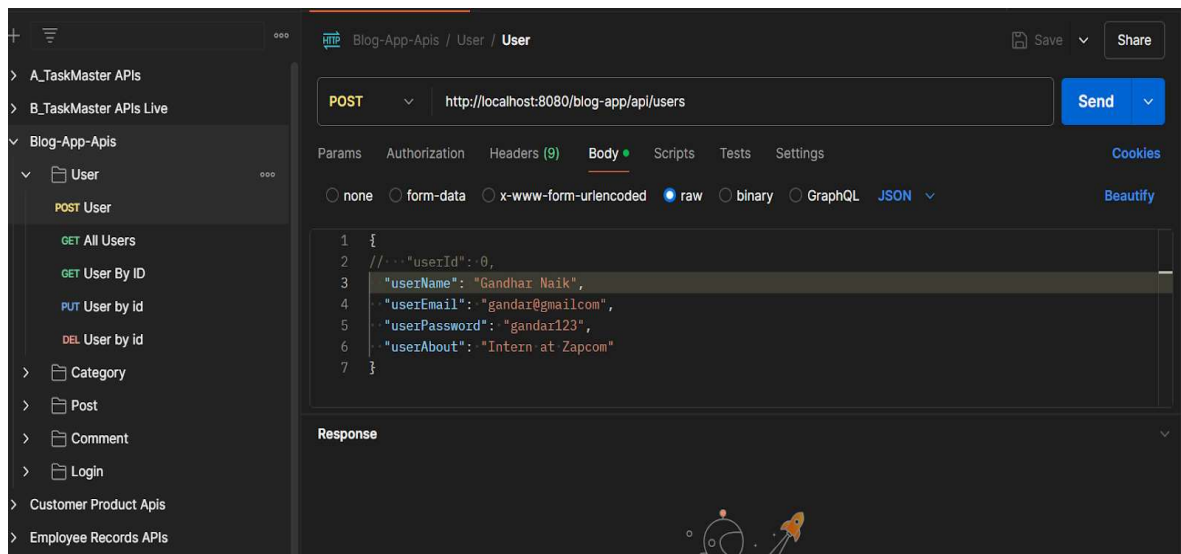 Blog-App-Apis / User / User
Save
Share
A_TaskMaster APIs
B_TaskMaster APIs Live
Blog-App-Apis
User
POST User
GET All Users
GET User By ID
PUT User by id
DEL User by id
Category
Post
Comment
Login
Customer Product Apis
Employee Records APIs
HTTP
POST http://localhost:8080/blog-app/api/users Send
Params Authorization Headers (9) Body Scripts Tests Settings Cookies
none form-data x-www-form-urlencoded raw binary GraphQL JSON Beautify
1 {
2 // "userId": 0,
3 "userName": "Gandhar Naik",
4 "userEmail": "gandar@gmailcom",
5 "userPassword": "gandar123",
6 "userAbout": "Intern at Zapcom"
7 }
Response